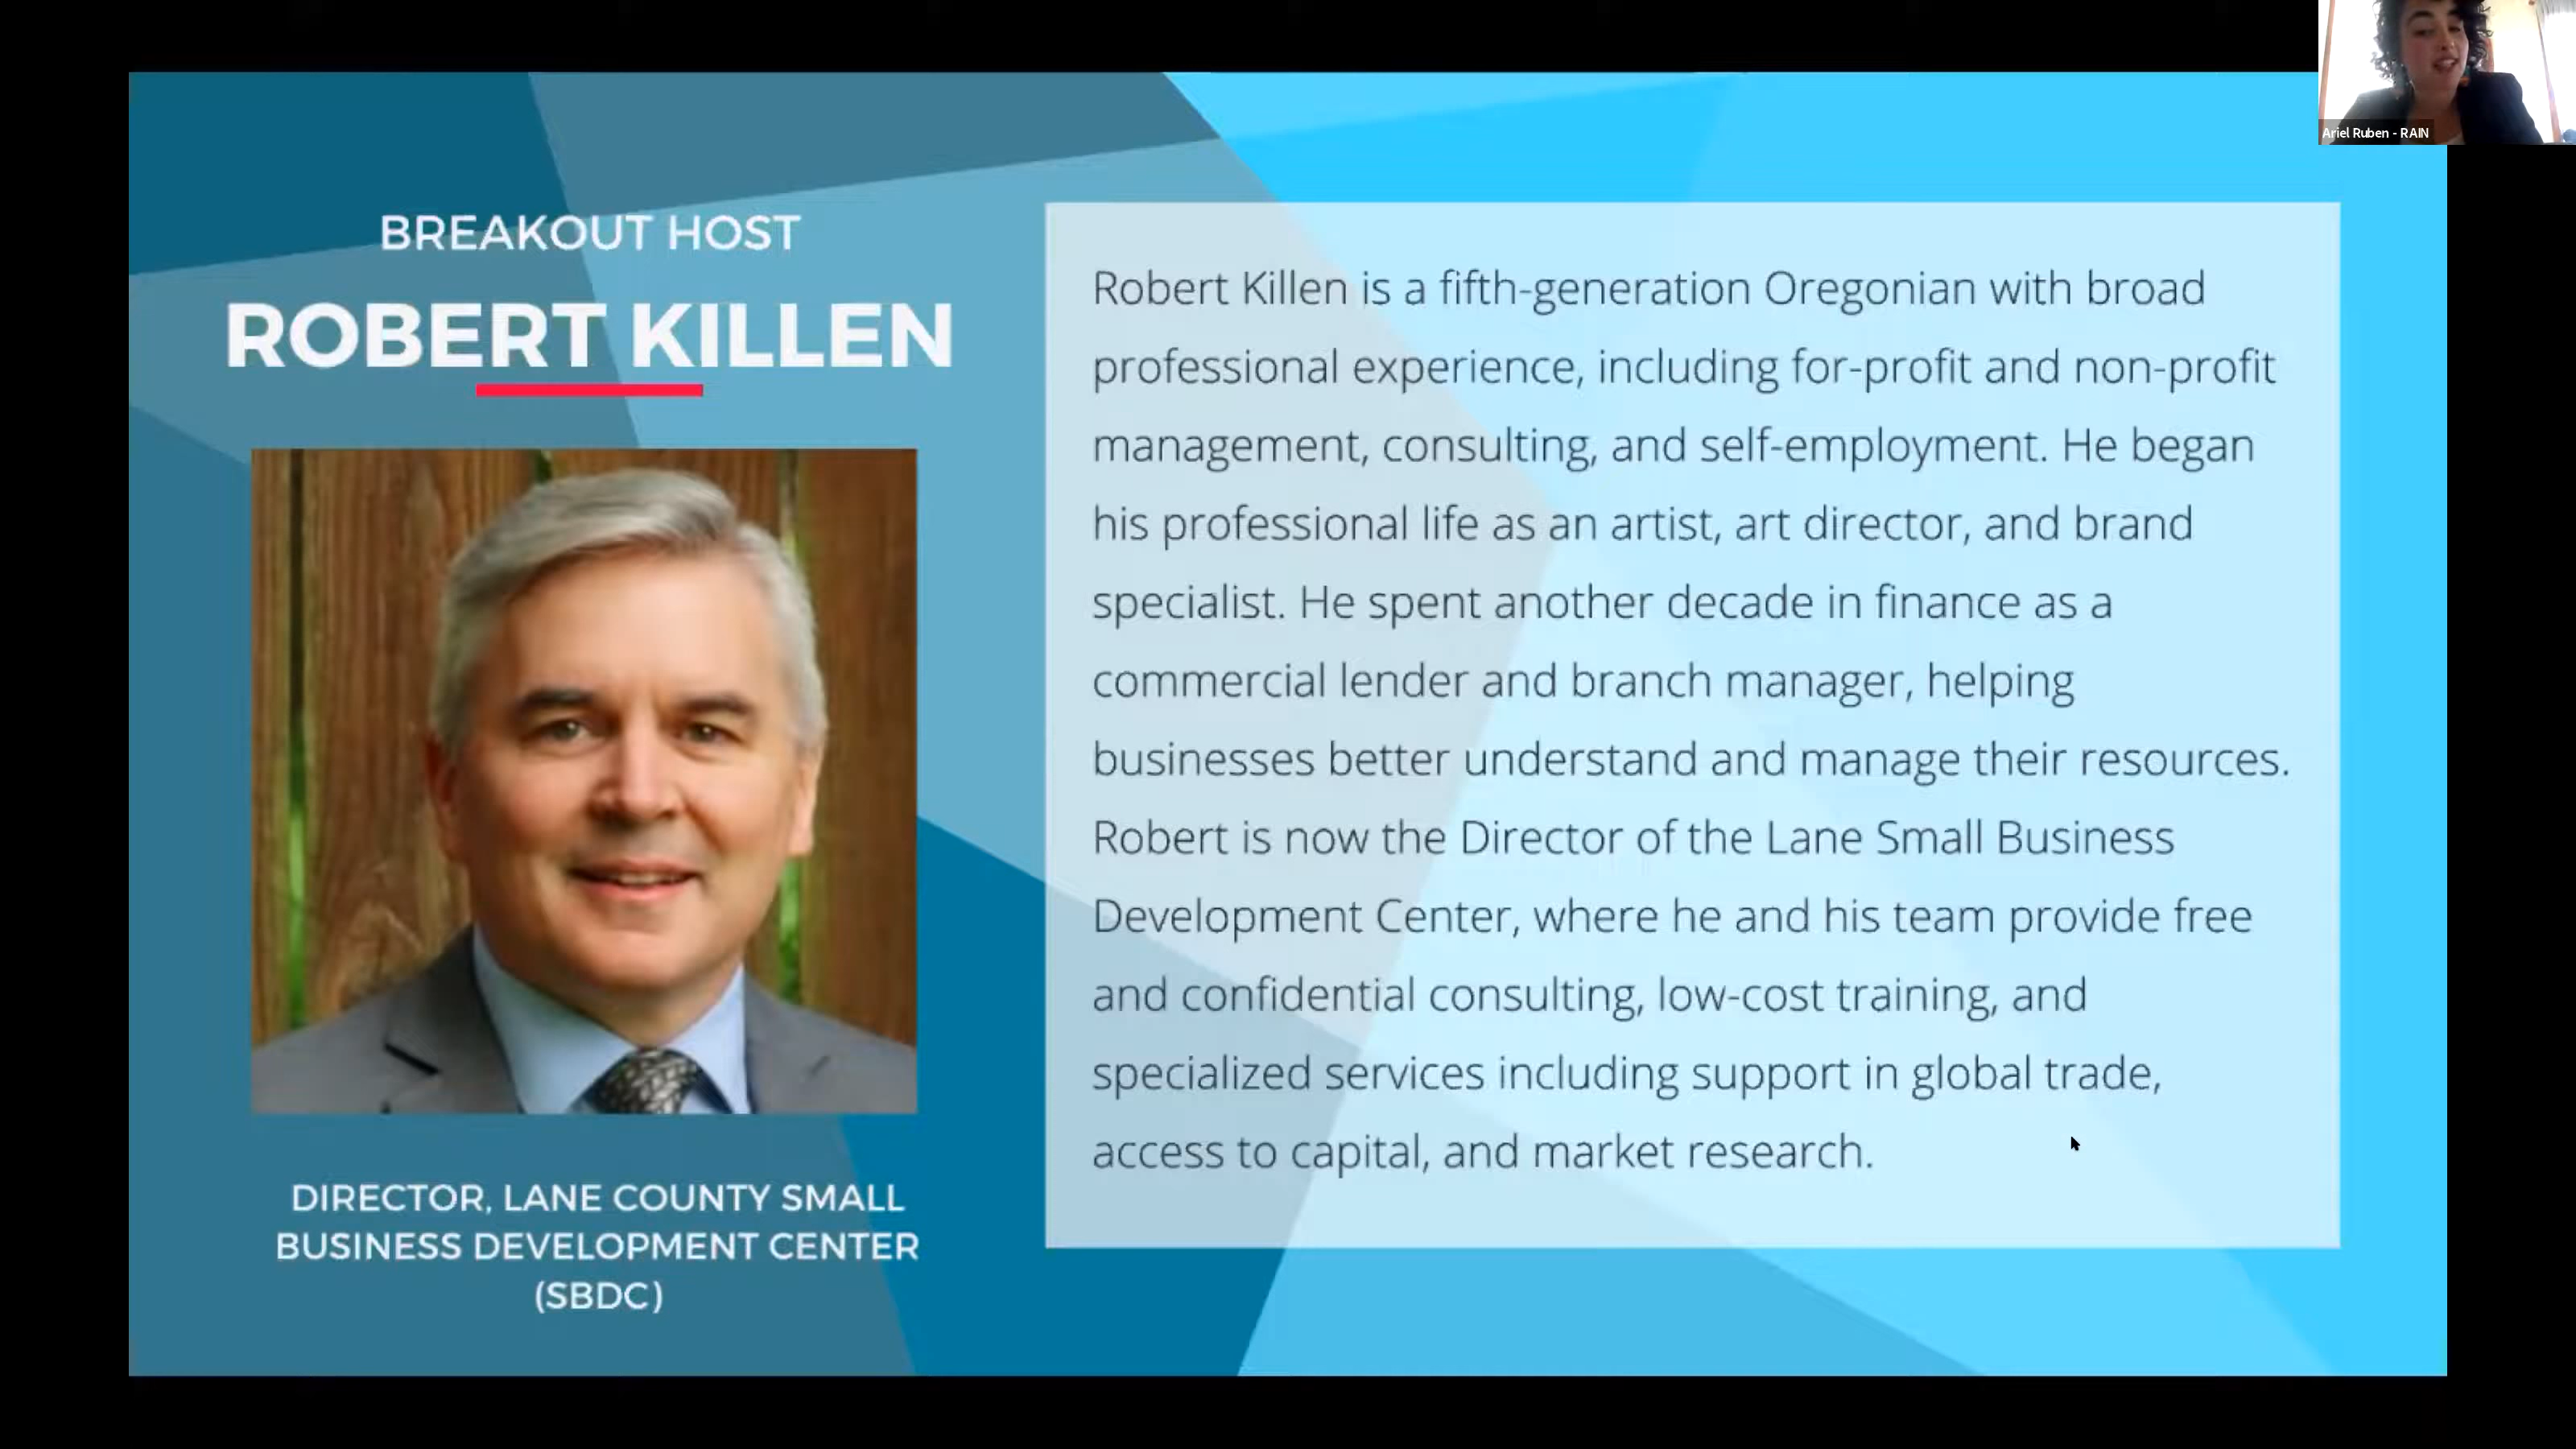 BREAKOUT HOST
ROBERT KILLEN
DIRECTOR, LANE COUNTY SMALL
BUSINESS DEVELOPMENT CENTER
(SBDC)
Robert Killen is a fifth-generation Oregonian with broad
professional experience, including for-profit and non-profit
management, consulting, and self-employment. He began
his professional life as an artist, art director, and brand
specialist. He spent another decade in finance as a
commercial lender and branch manager, helping
businesses better understand and manage their resources.
Robert is now the Director of the Lane Small Business
Development Center, where he and his team provide free
and confidential consulting, low-cost training, and
specialized services including support in global trade,
access to capital, and market research.
Ariel Ruben - RAIN